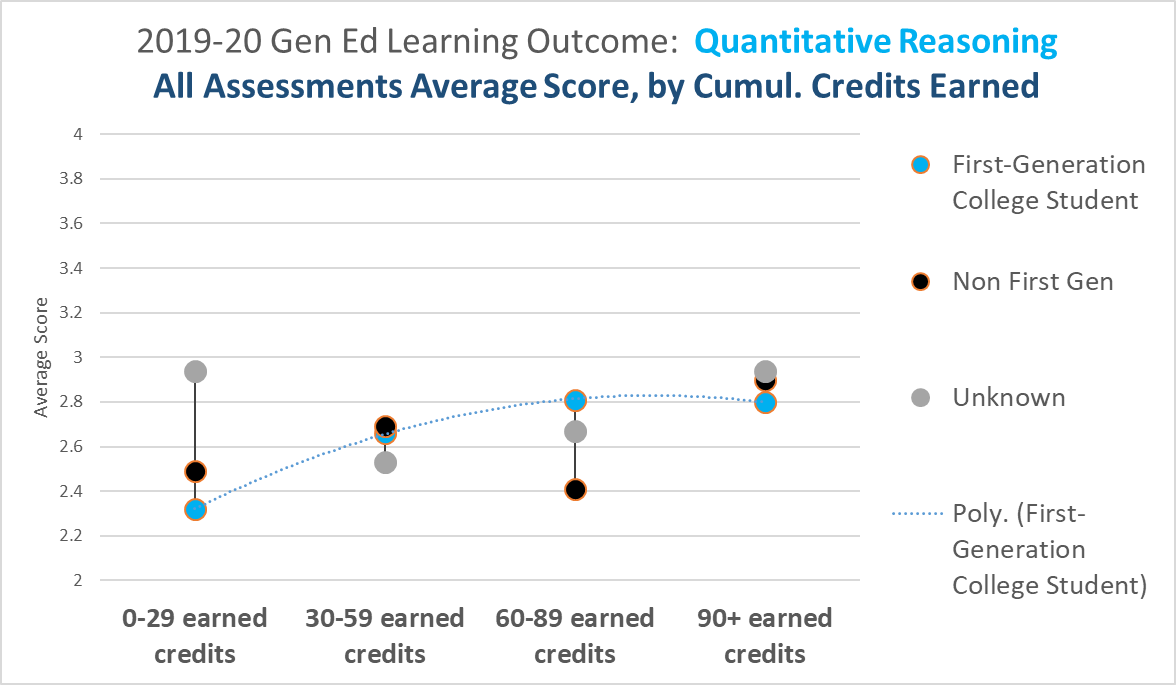 2019-20 Gen Ed Learning Outcome: Quantitative Reasoning
All Assessments Average Score, by Cumul. Credits Earned
4
3.8
3.6
3.4
3.2
3
2.8
2.6
2.4
2.2
2
Average Score
0-29 earned
credits
30-59 earned
credits
60-89 earned
credits
90+ earned
credits
First-Generation
College Student
Non First Gen
Unknown
Poly. (First-
Generation
College Student)